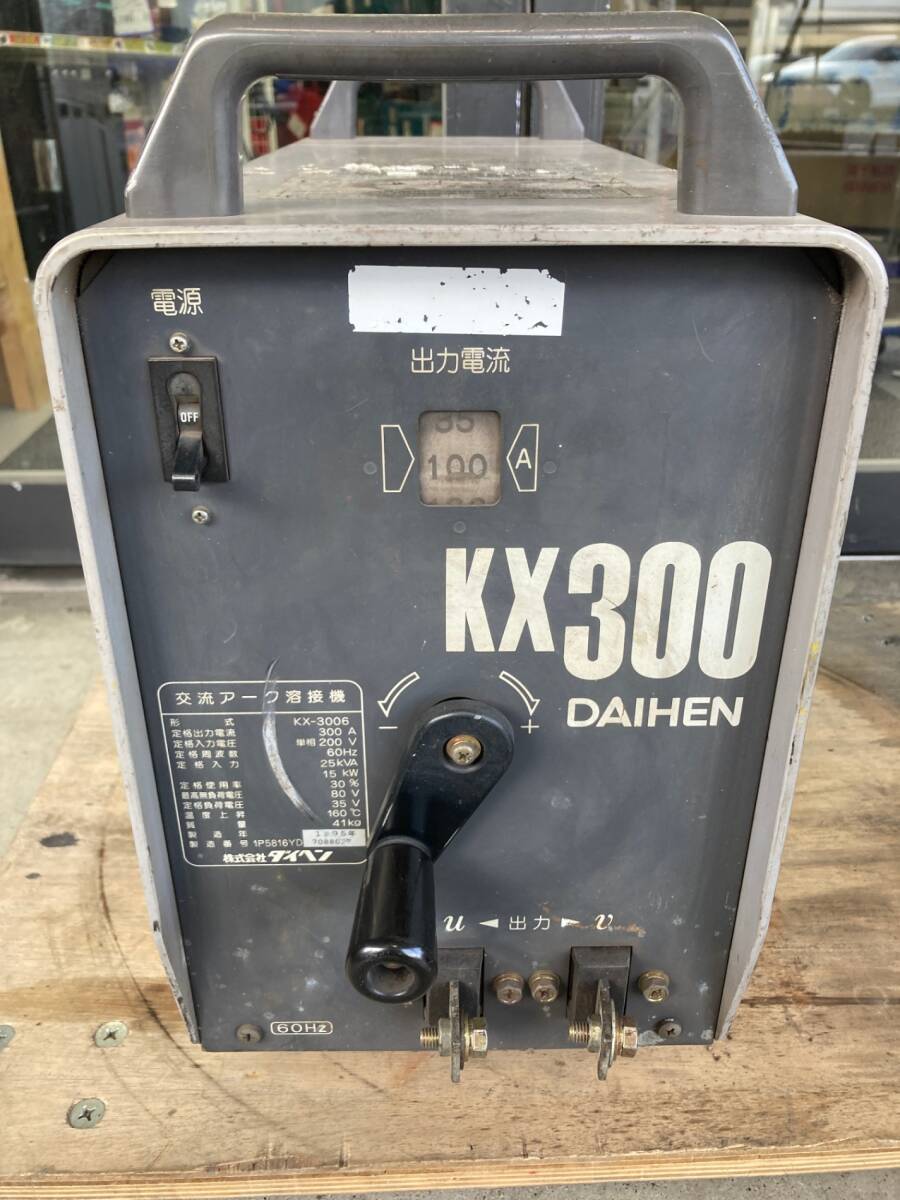 電源
OFF
出力電流
100
A
KX300
DAIHEN
− +
交流アーク溶接機
形式 KX-3006
定格出力電流 300 A
定格入力電圧 単相 200 V
定格周波数 60Hz
定格入力 25kVA
15 kW
定格使用率 30 %
最高無負荷電圧 80 V
定格負荷電圧 35 V
温度上昇 160 ℃
質量 41kg
製造年 1995年
製造番号 1P5816YD
株式会社ダイヘン
u ◄ 出力 ► v
60Hz